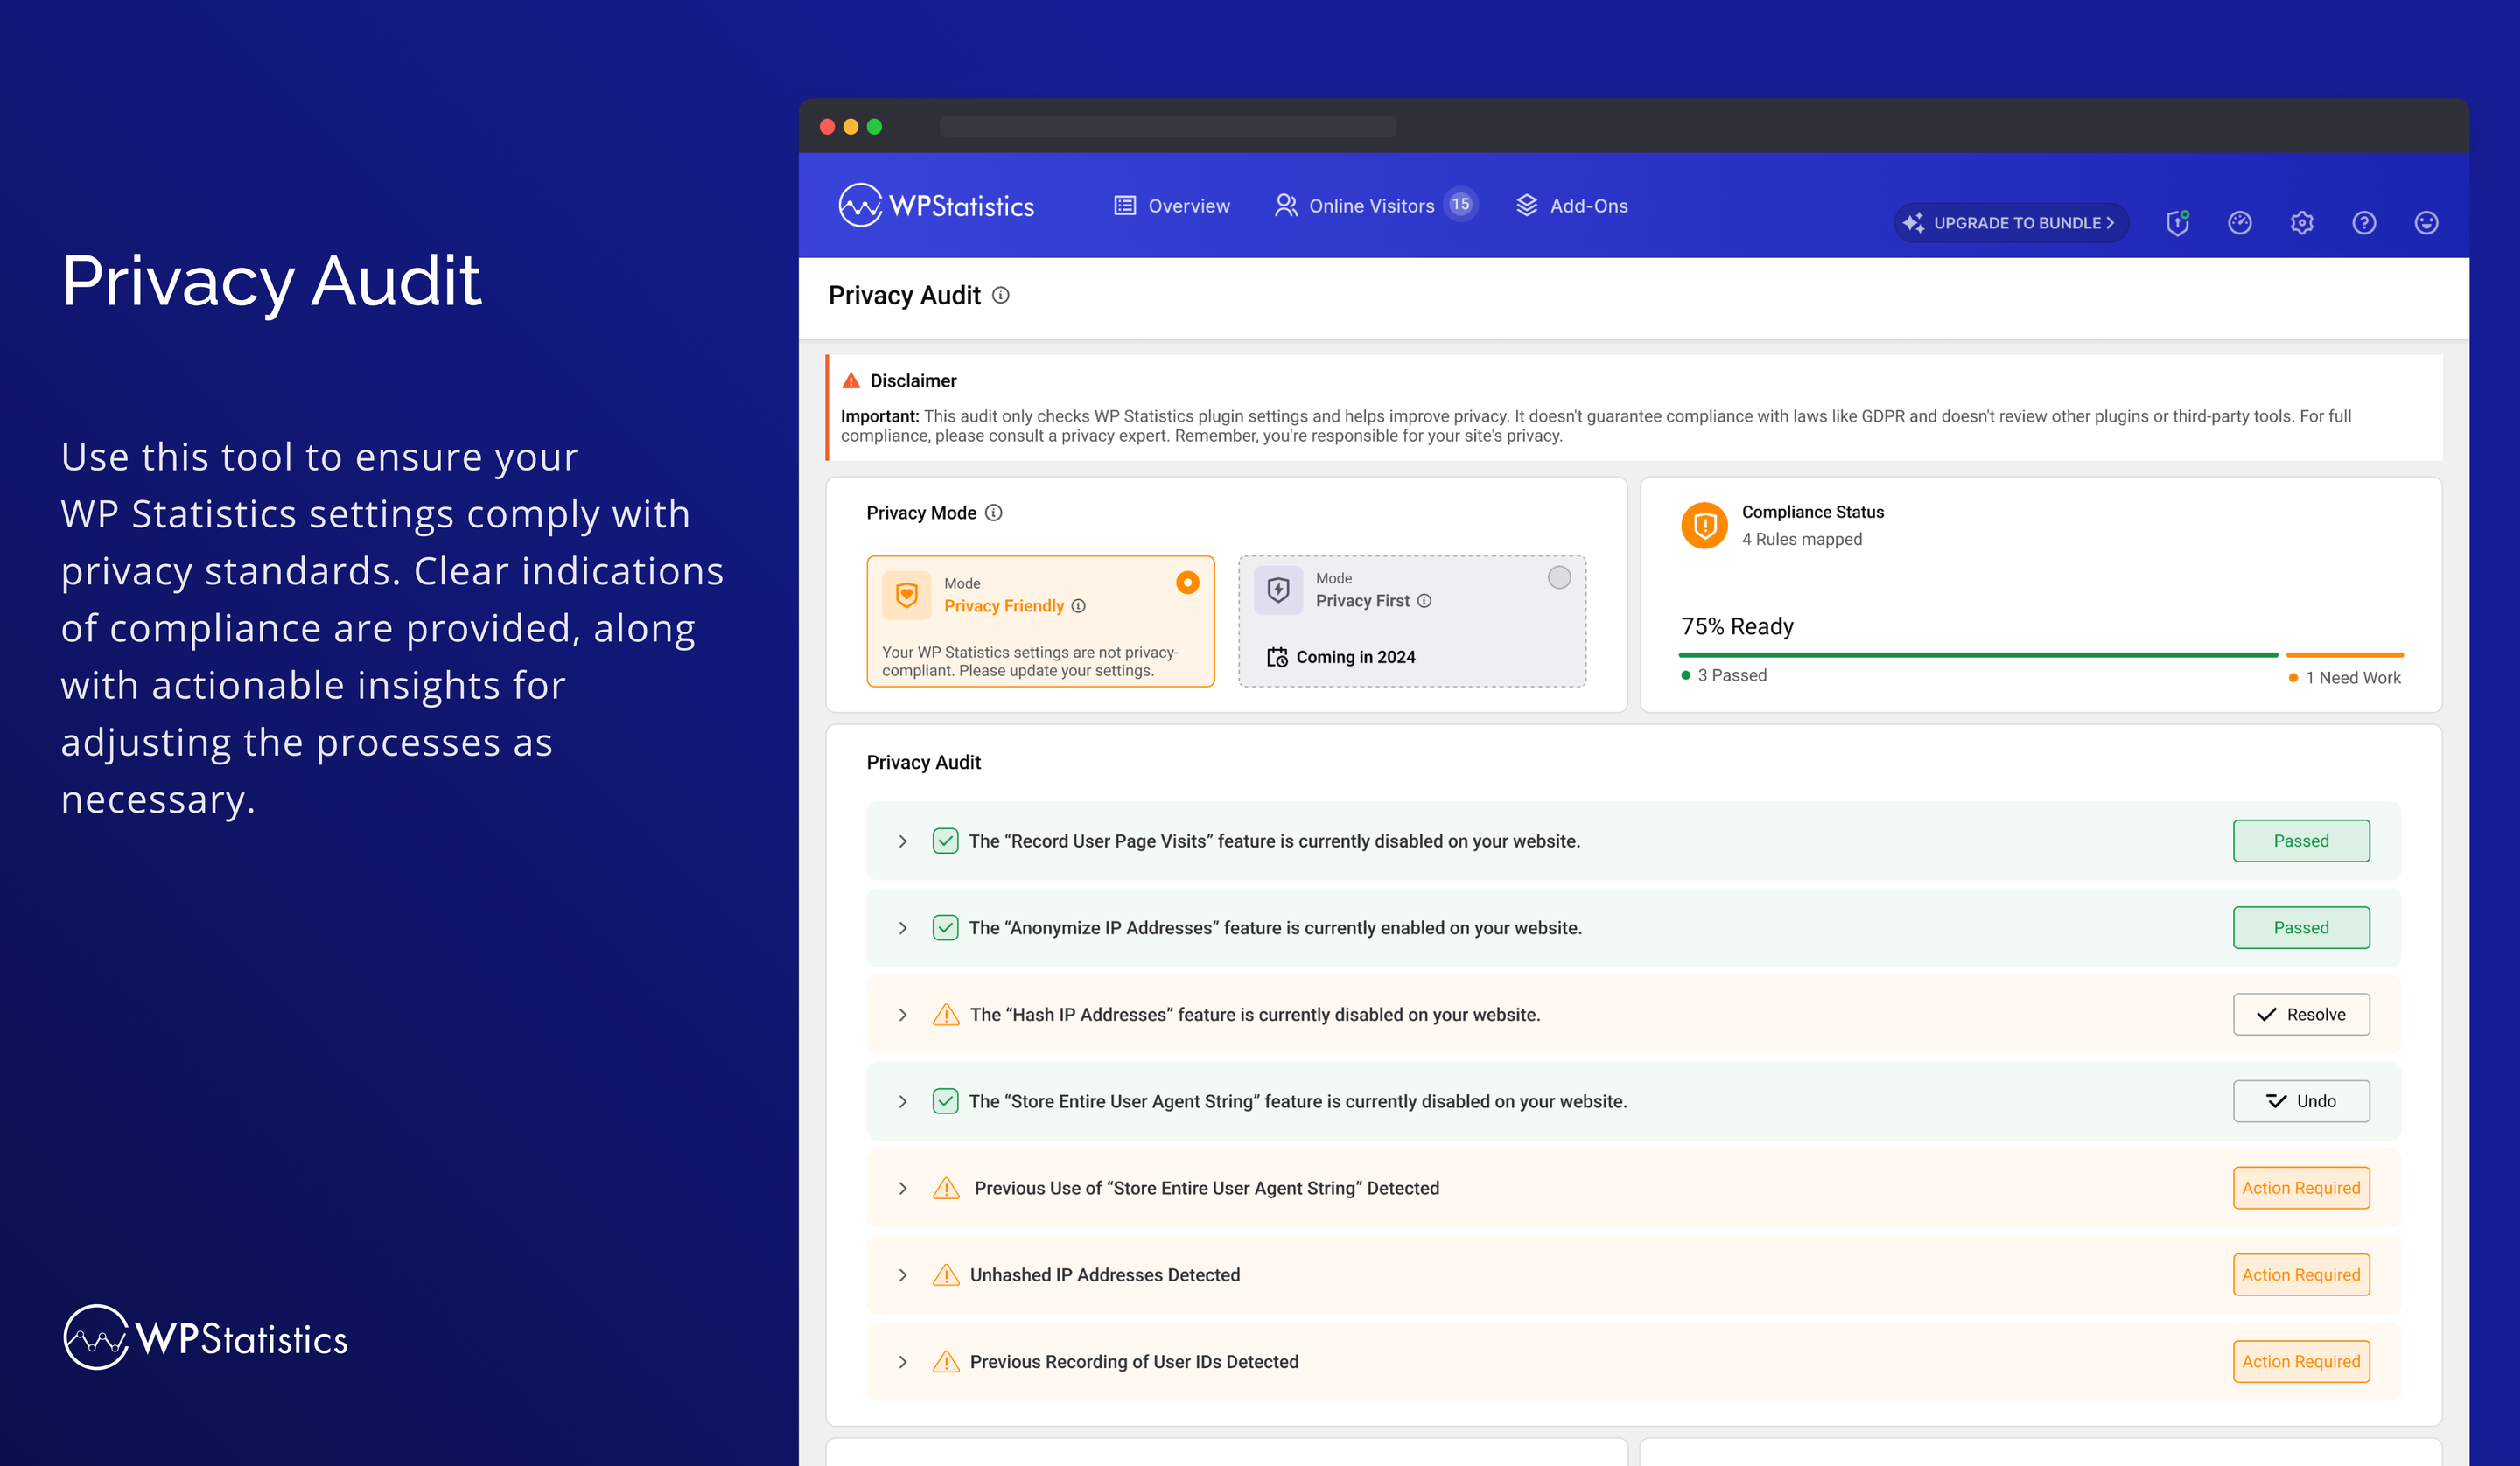 Privacy Audit
Use this tool to ensure your
WP Statistics settings comply with
privacy standards. Clear indications
of compliance are provided, along
with actionable insights for
adjusting the processes as
necessary.
WPStatistics
WPStatistics
Overview
Online Visitors 15
Add-Ons
UPGRADE TO BUNDLE
Privacy Audit
Disclaimer
Important: This audit only checks WP Statistics plugin settings and helps improve privacy. It doesn't guarantee compliance with laws like GDPR and doesn't review other plugins or third-party tools. For full
compliance, please consult a privacy expert. Remember, you're responsible for your site's privacy.
Privacy Mode
Mode
Privacy Friendly
Your WP Statistics settings are not privacy-
compliant. Please update your settings.
Mode
Privacy First
Coming in 2024
Compliance Status
4 Rules mapped
75% Ready
3 Passed
1 Need Work
Privacy Audit
The “Record User Page Visits” feature is currently disabled on your website.
Passed
The “Anonymize IP Addresses” feature is currently enabled on your website.
Passed
The “Hash IP Addresses” feature is currently disabled on your website.
Resolve
The “Store Entire User Agent String” feature is currently disabled on your website.
Undo
Previous Use of “Store Entire User Agent String” Detected
Action Required
Unhashed IP Addresses Detected
Action Required
Previous Recording of User IDs Detected
Action Required